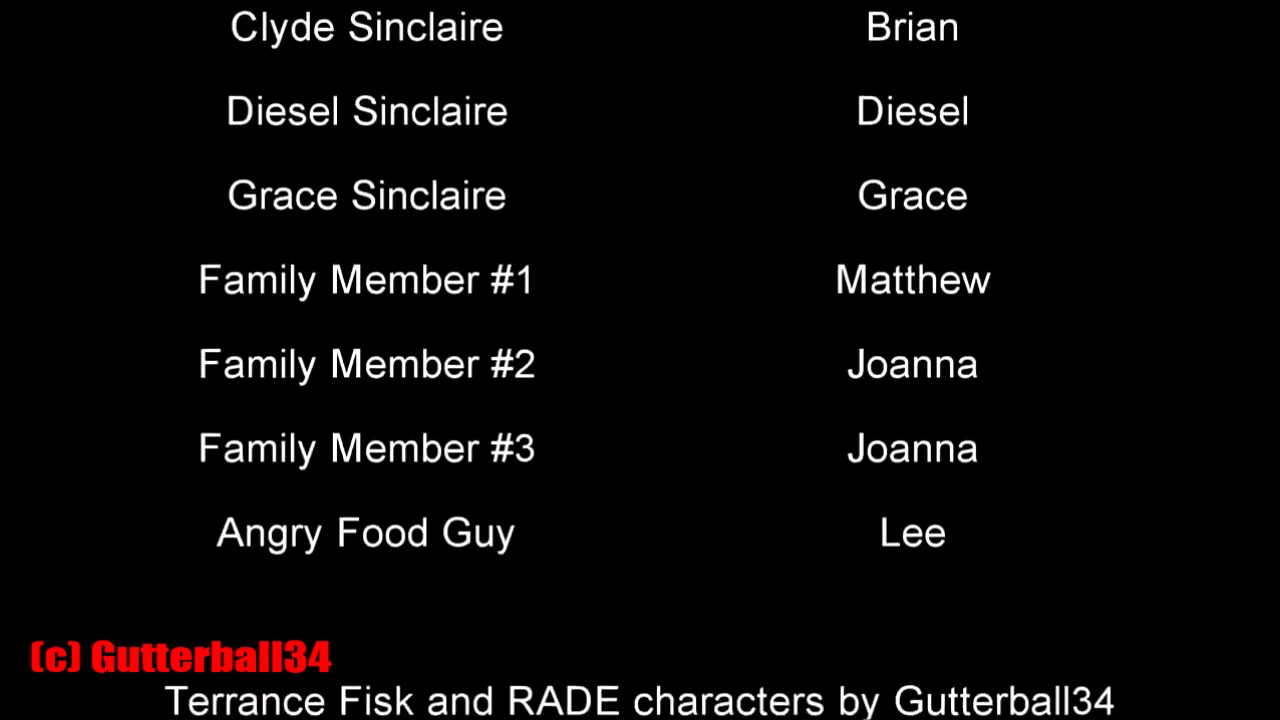 Clyde Sinclaire Brian
Diesel Sinclaire Diesel
Grace Sinclaire Grace
Family Member #1 Matthew
Family Member #2 Joanna
Family Member #3 Joanna
Angry Food Guy Lee
(c) Gutterball34
Terrance Fisk and RADE characters by Gutterball34